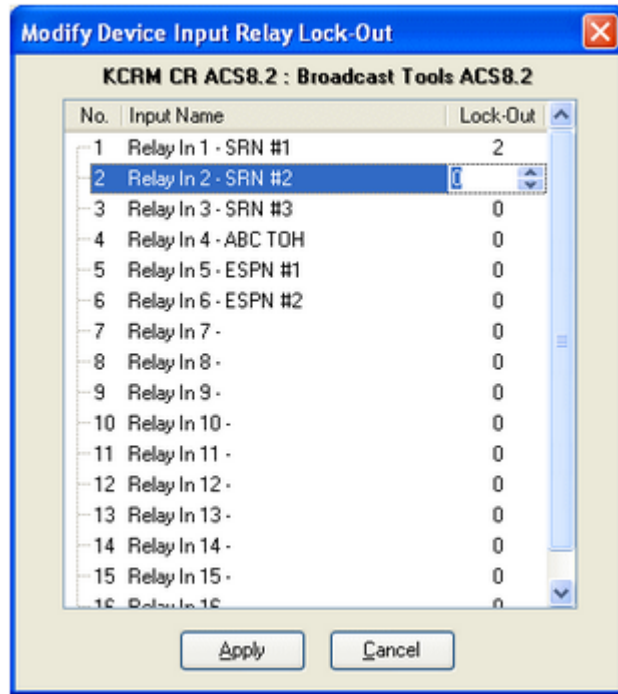 Modify Device Input Relay Lock-Out
KCRM CR ACS8.2 : Broadcast Tools ACS8.2
No. Input Name Lock-Out
1 Relay In 1 - SRN #1 2
2 Relay In 2 - SRN #2 0
3 Relay In 3 - SRN #3 0
4 Relay In 4 - ABC TOH 0
5 Relay In 5 - ESPN #1 0
6 Relay In 6 - ESPN #2 0
7 Relay In 7 - 0
8 Relay In 8 - 0
9 Relay In 9 - 0
10 Relay In 10 - 0
11 Relay In 11 - 0
12 Relay In 12 - 0
13 Relay In 13 - 0
14 Relay In 14 - 0
15 Relay In 15 - 0
16 Relay In 16 0
Apply Cancel